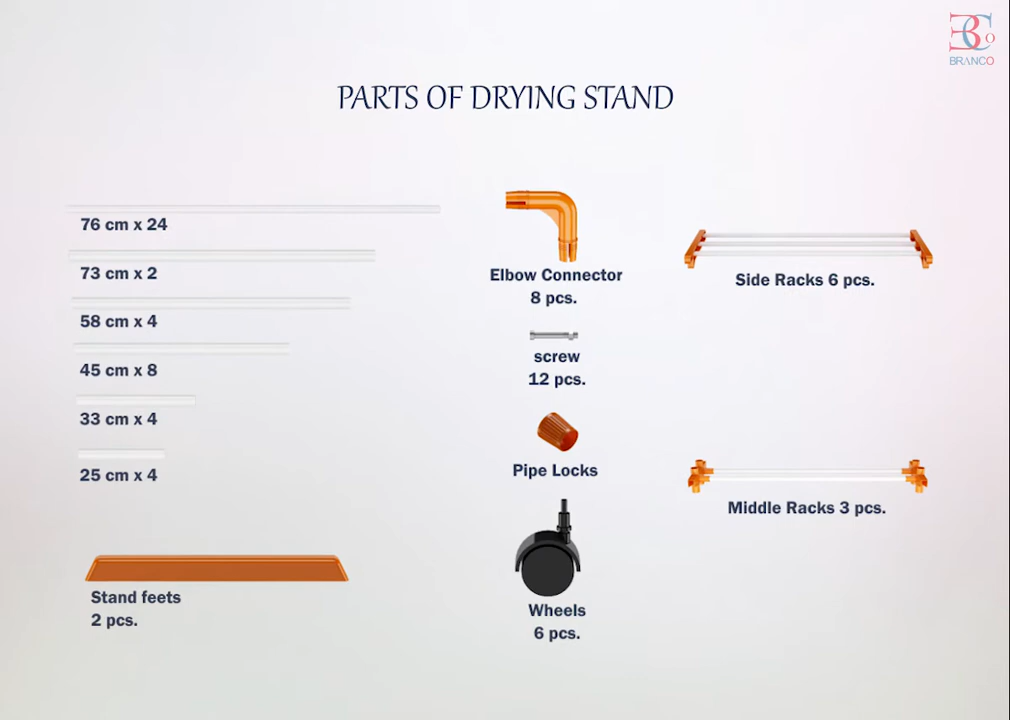 BRANCO
PARTS OF DRYING STAND
76 cm x 24
73 cm x 2
58 cm x 4
45 cm x 8
33 cm x 4
25 cm x 4
Stand feets
2 pcs.
Elbow Connector
8 pcs.
screw
12 pcs.
Pipe Locks
Wheels
6 pcs.
Side Racks 6 pcs.
Middle Racks 3 pcs.